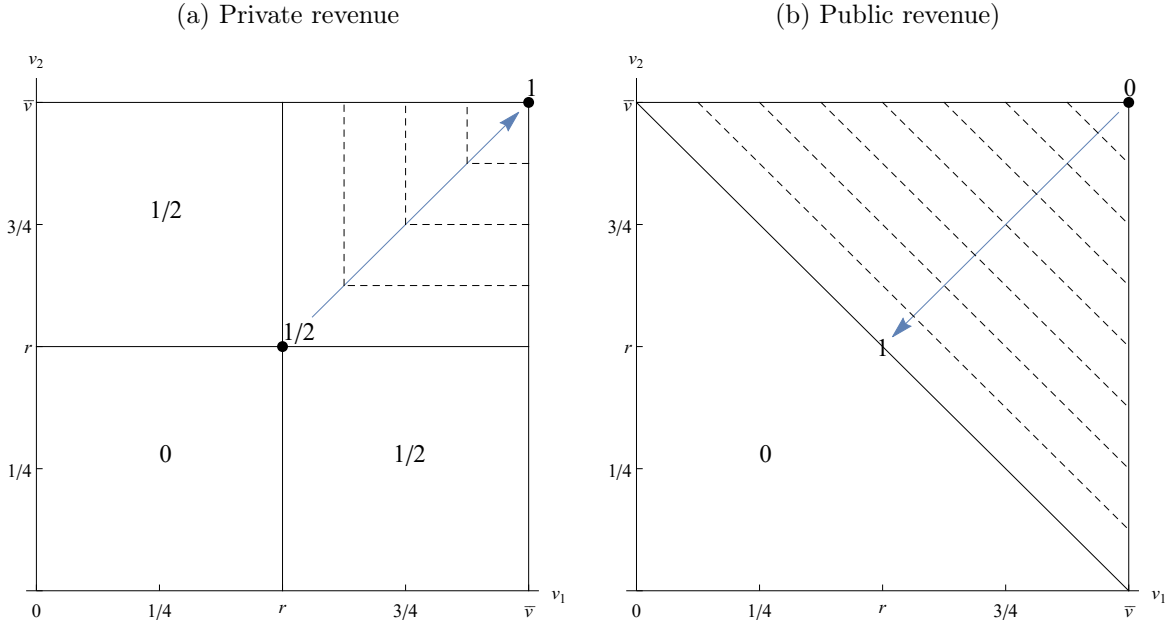 (a) Private revenue
v₂
v̅
1
1/2
3/4
1/2
r
0
1/2
1/4
0
1/4
r
3/4
v̅
v₁
(b) Public revenue)
v₂
v̅
0
3/4
r
1
0
1/4
0
1/4
r
3/4
v̅
v₁